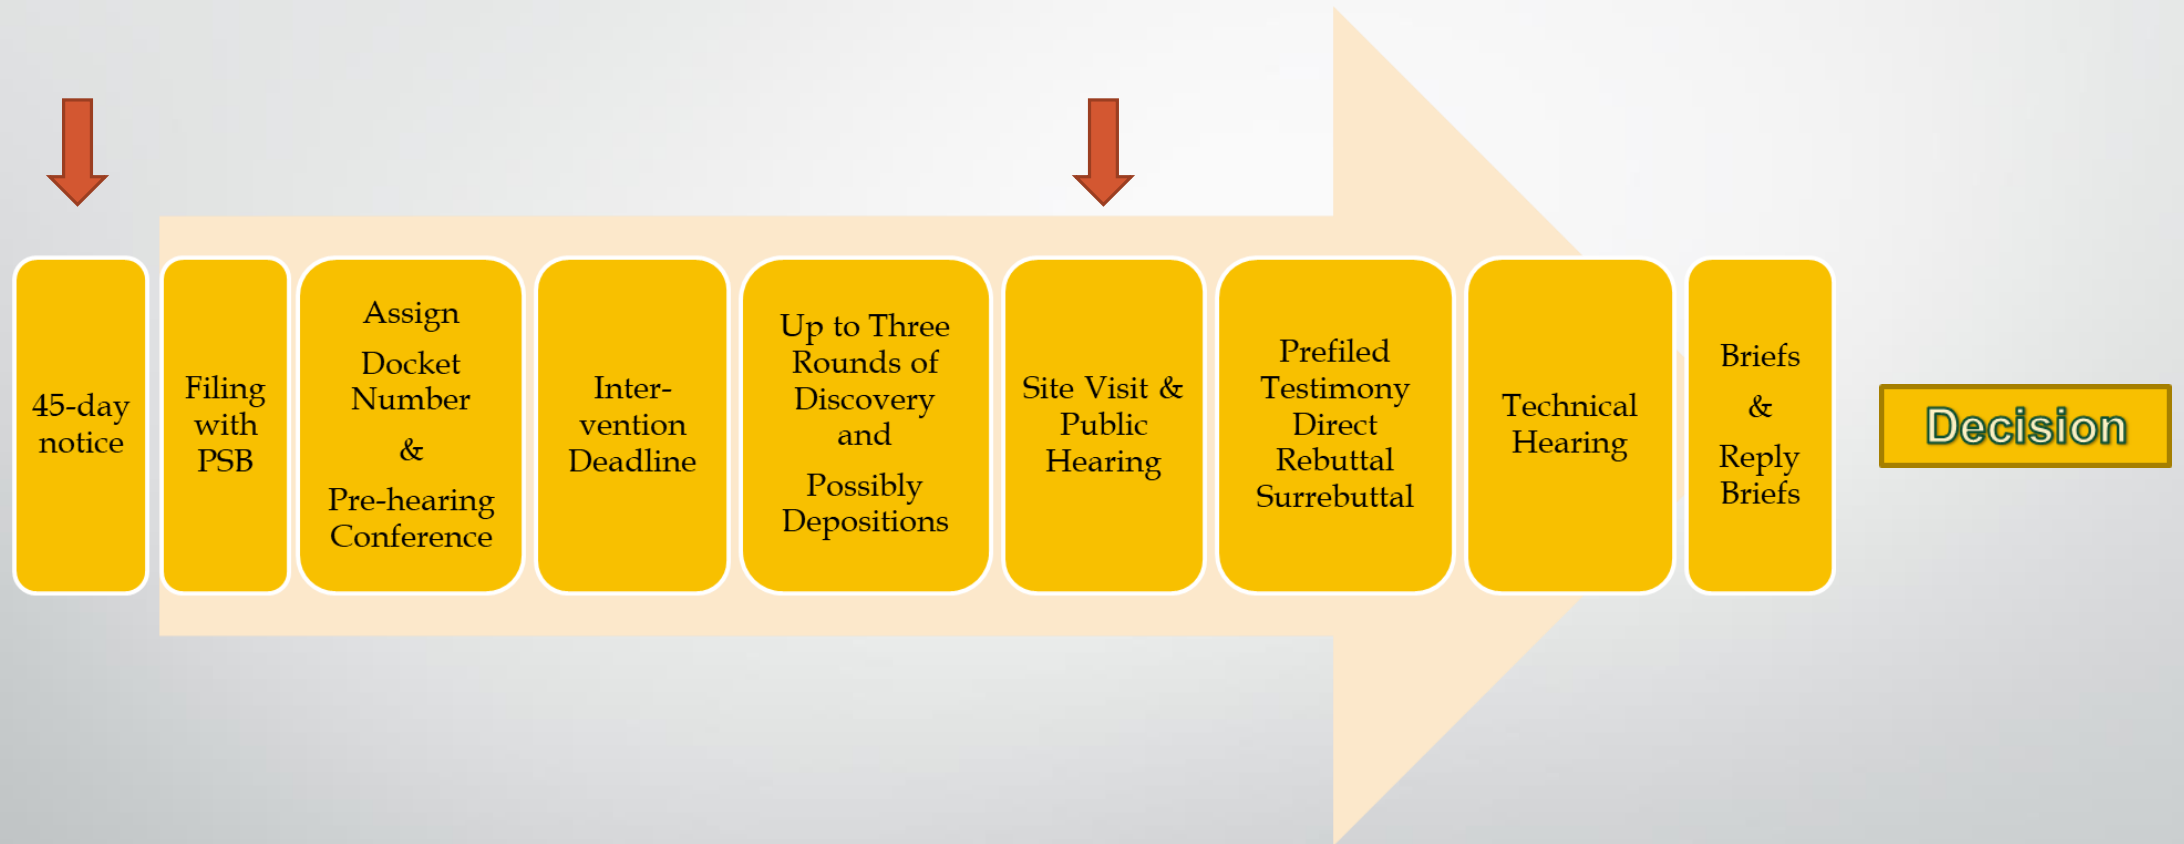 45-day
notice
Filing
with
PSB
Assign
Docket
Number
&
Pre-hearing
Conference
Inter-
vention
Deadline
Up to Three
Rounds of
Discovery
and
Possibly
Depositions
Site Visit &
Public
Hearing
Prefiled
Testimony
Direct
Rebuttal
Surrebuttal
Technical
Hearing
Briefs
&
Reply
Briefs
Decision